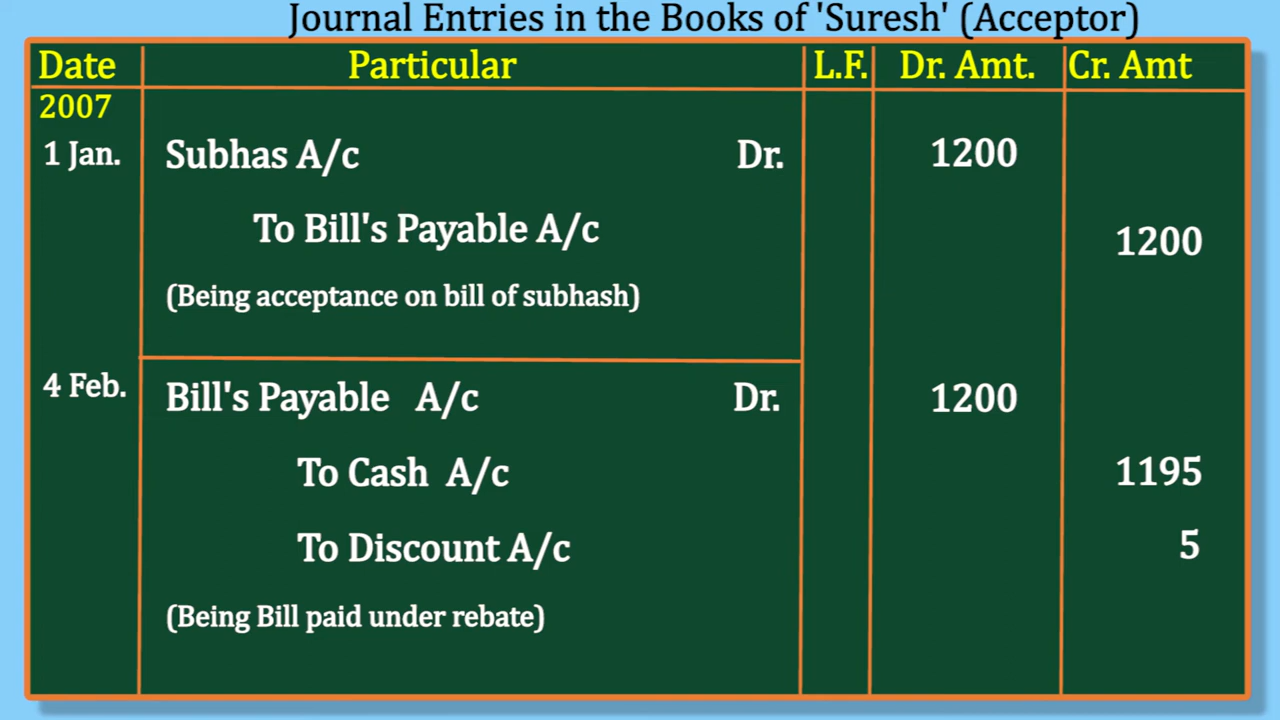 Journal Entries in the Books of 'Suresh' (Acceptor)
Date Particular L.F. Dr. Amt. Cr. Amt
2007
1 Jan. Subhas A/c Dr. 1200
To Bill's Payable A/c 1200
(Being acceptance on bill of subhash)
4 Feb. Bill's Payable A/c Dr. 1200
To Cash A/c 1195
To Discount A/c 5
(Being Bill paid under rebate)